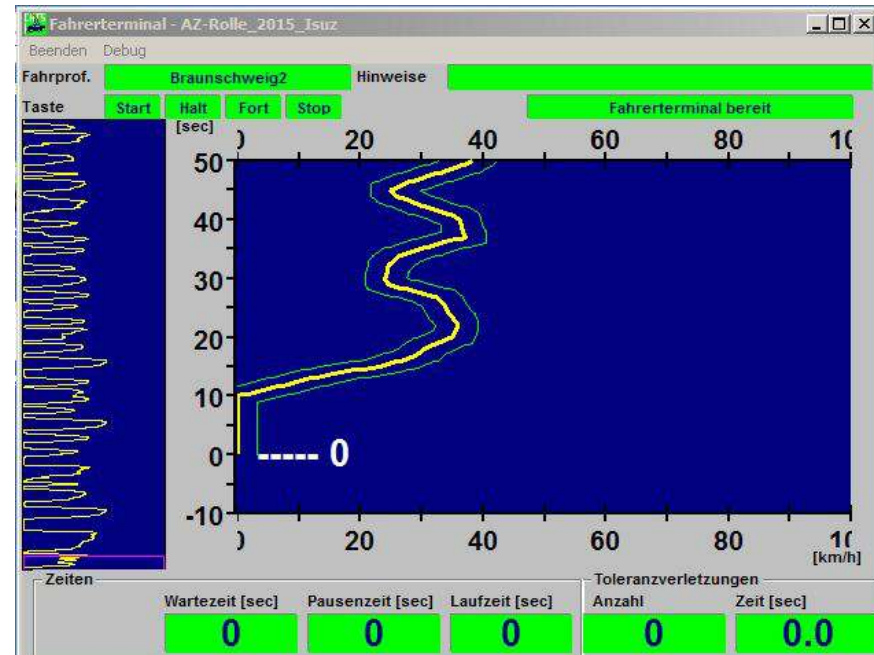 Fahrerterminal - AZ-Rolle_2015_Isuz
Beenden Debug
Fahrprof. Braunschweig2 Hinweise
Taste Start Halt Fort Stop Fahrerterminal bereit
[sec]
20 40 60 80
50
40
30
20
10
0 ----- 0
-10
20 40 60 80
[km/h]
Zeiten Toleranzverletzungen
Wartezeit [sec] Pausenzeit [sec] Laufzeit [sec] Anzahl Zeit [sec]
0 0 0 0 0.0